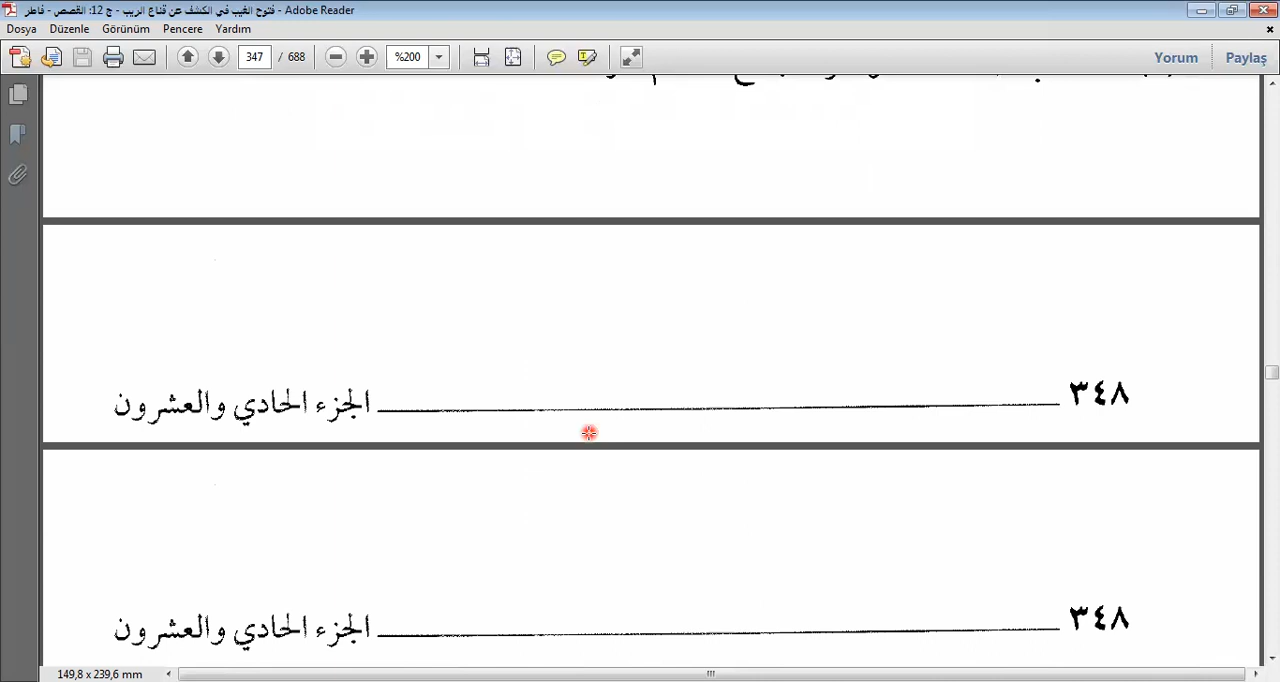 فتوح الغيب في الكشف عن قناع الريب - ج 12: القصص - فاطر - Adobe Reader
Dosya Düzenle Görünüm Pencere Yardım
347 / 688 %200 Yorum Paylaş
٣٤٨ الجزء الحادي والعشرون
٣٤٨ الجزء الحادي والعشرون
149,8 x 239,6 mm